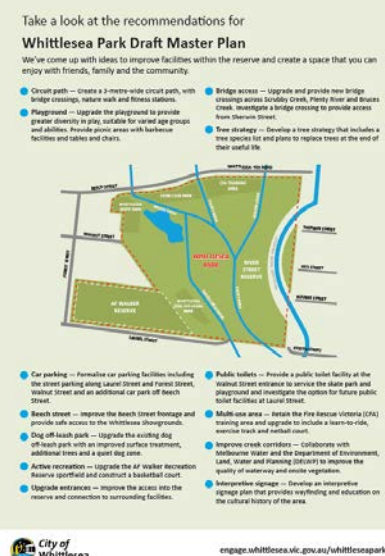 Take a look at the recommendations for
Whittlesea Park Draft Master Plan
We've come up with ideas to improve facilities within the reserve and create a space that you can
enjoy with friends, family and the community.
Circuit path — Create a 3-metre-wide circuit path, with
bridge crossings, nature walk and fitness stations.
Playground — Upgrade the playground to provide
greater diversity in play, suitable for varied age groups
and abilities. Provide picnic areas with barbecue
facilities and tables and chairs.
Bridge access — Upgrade and provide new bridge
crossings across Scrubby Creek, Plenty River and Bruces
Creek. Investigate a bridge crossing to provide access
from Sherwin Street.
Tree strategy — Develop a tree strategy that includes a
tree species list and plans to replace trees at the end of
their useful life.
BEECH STREET
WALNUT STREET
FOREST STREET
LAUREL STREET
WHITTLESEA
PARK
RIVER
STREET
RESERVE
AF WALKER
RESERVE
Car parking — Formalise car parking facilities including
the street parking along Laurel Street and Forest Street,
Walnut Street and an additional car park off Beech
Street.
Beech street — Improve the Beech Street frontage and
provide safe access to the Whittlesea Showgrounds.
Dog off-leash park — Upgrade the existing dog
off-leash park with an improved surface treatment,
additional trees and a quiet dog zone.
Active recreation — Upgrade the AF Walker Recreation
Reserve sportfield and construct a basketball court.
Upgrade entrances — Improve the access into the
reserve and connection to surrounding facilities.
Public toilets — Provide a public toilet facility at the
Walnut Street entrance to service the skate park and
playground and investigate the option for future public
toilet facilities at Laurel Street.
Multi-use area — Retain the Fire Rescue Victoria (CFA)
training area and upgrade to include a learn-to-ride,
exercise track and netball court.
Improve creek corridors — Collaborate with
Melbourne Water and the Department of Environment,
Land, Water and Planning (DELWP) to improve the
quality of waterway and onsite vegetation.
Interpretive signage — Develop an interpretive
signage plan that provides wayfinding and education on
the cultural history of the area.
City of
Whittlesea
engage.whittlesea.vic.gov.au/whittleseapark